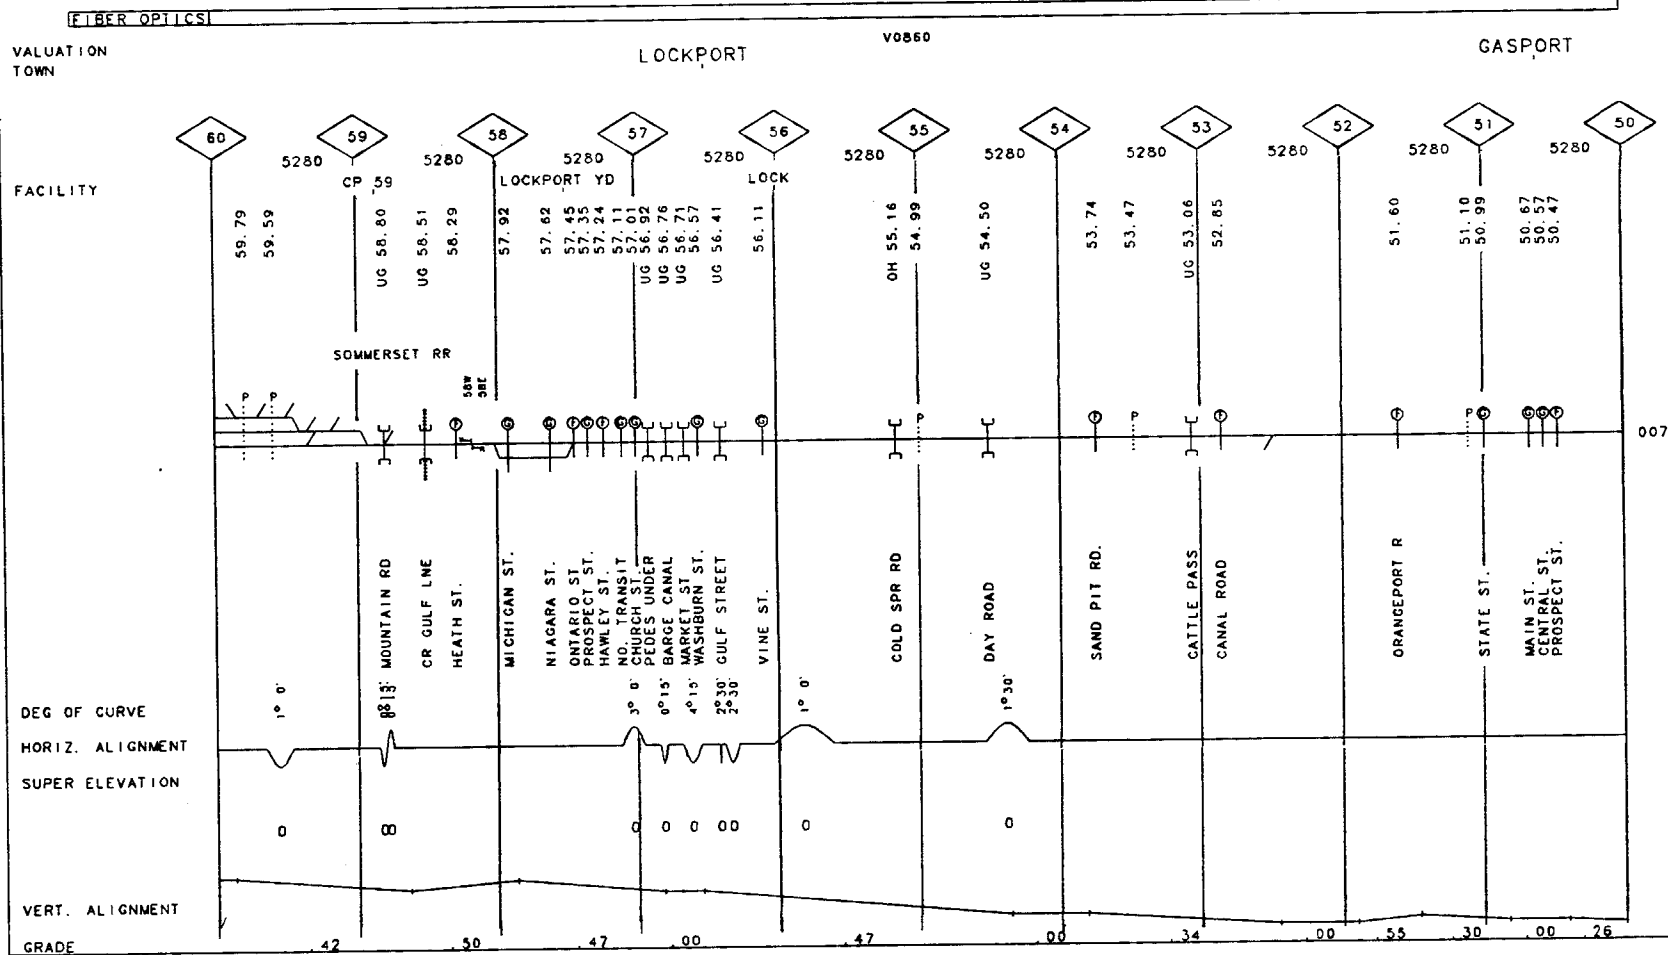 FIBER OPTICS
VALUATION V0860
TOWN LOCKPORT GASPORT
60 59 58 57 56 55 54 53 52 51 50
5280 5280 5280 5280 5280 5280 5280 5280 5280 5280
FACILITY CP 59 LOCKPORT YD LOCK
59.79
59.59
UG 58.80
UG 58.51
58.29
57.92
57.62
57.45
57.35
57.24
57.11
57.01
UG 56.92
UG 56.76
UG 56.71
56.57
UG 56.41
56.11
OH 55.16
54.99
UG 54.50
53.74
53.47
UG 53.06
52.85
51.60
51.10
50.99
50.67
50.57
50.47
SOMMERSET RR
58W
58E
P P F G G F G F G G G G P F P F F P G G G F
007
MOUNTAIN RD
CR GULF LNE
HEATH ST.
MICHIGAN ST.
NIAGARA ST.
ONTARIO ST
PROSPECT ST.
HAWLEY ST.
NO. TRANSIT
CHURCH ST.
PEDES UNDER
BARGE CANAL
MARKET ST
WASHBURN ST.
GULF STREET
VINE ST.
COLD SPR RD
DAY ROAD
SAND PIT RD.
CATTLE PASS
CANAL ROAD
ORANGEPORT R
STATE ST.
MAIN ST.
CENTRAL ST.
PROSPECT ST.
DEG OF CURVE 1° 0' 3° 0' 0°15' 4°15' 2°30' 2°30' 1° 0' 1°30'
HORIZ. ALIGNMENT
SUPER ELEVATION
0 00 0 0 0 00 0 0
VERT. ALIGNMENT
GRADE .42 .50 .47 .00 .47 .00 .34 .00 .55 .30 .00 .26